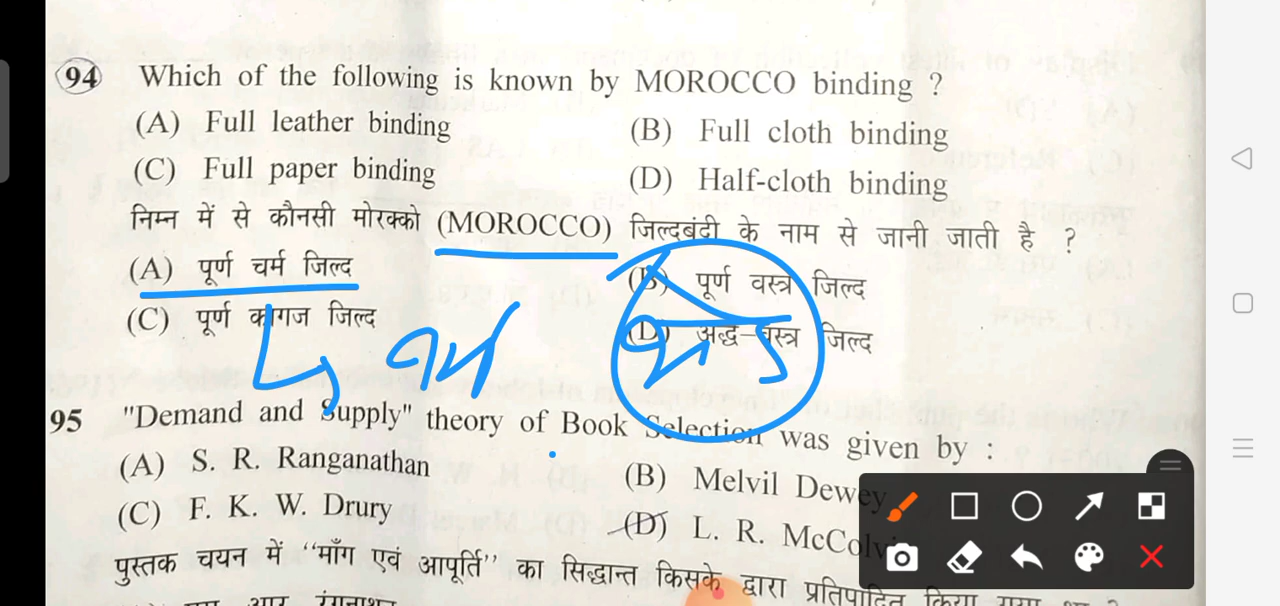 94 Which of the following is known by MOROCCO binding ?
(A) Full leather binding (B) Full cloth binding
(C) Full paper binding (D) Half-cloth binding
निम्न में से कौनसी मोरक्को (MOROCCO) जिल्दबंदी के नाम से जानी जाती है ?
(A) पूर्ण चर्म जिल्द (B) पूर्ण वस्त्र जिल्द
(C) पूर्ण कागज जिल्द (D) अर्द्ध-वस्त्र जिल्द
95 "Demand and Supply" theory of Book Selection was given by :
(A) S. R. Ranganathan (B) Melvil Dewey
(C) F. K. W. Drury (D) L. R. McColvi
पुस्तक चयन में "माँग एवं आपूर्ति" का सिद्धान्त किसके द्वारा प्रतिपादित किया गया